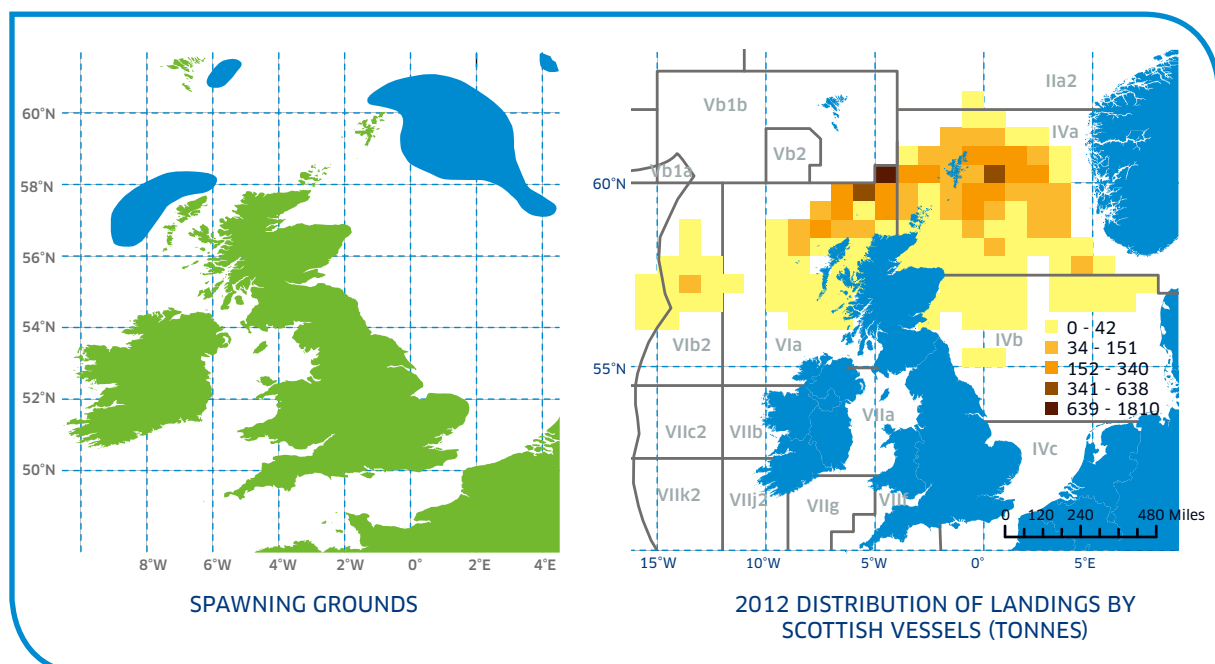 60°N
58°N
56°N
54°N
52°N
50°N
8°W 6°W 4°W 2°W 0° 2°E 4°E
SPAWNING GROUNDS
IIa2
Vb1b
IVa
Vb2
Vb1a
60°N
0 - 42
34 - 151
IVb
VIb2 VIa
152 - 340
55°N
341 - 638
639 - 1810
VIIa
VIIc2 VIIb
IVc
VIIk2 VIIj2 VIIg VIIf
0 120 240 480 Miles
15°W 10°W 5°W 0° 5°E
2012 DISTRIBUTION OF LANDINGS BY
SCOTTISH VESSELS (TONNES)